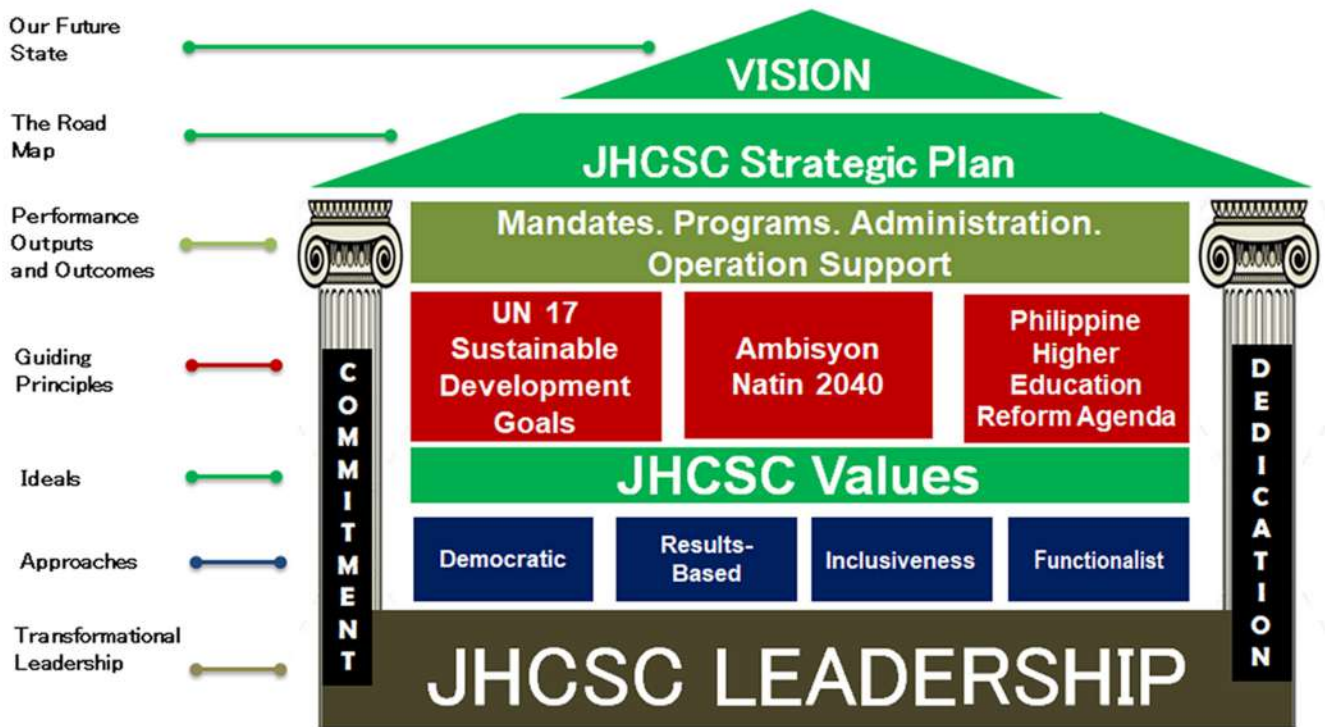 Our Future
State
VISION
The Road
Map
JHCSC Strategic Plan
Performance
Outputs
and Outcomes
Mandates. Programs. Administration.
Operation Support
Guiding
Principles
UN 17
Sustainable
Development
Goals
Ambisyon
Natin 2040
Philippine
Higher
Education
Reform Agenda
COMMITMENT
DEDICATION
Ideals
JHCSC Values
Approaches
Democratic
Results-
Based
Inclusiveness
Functionalist
Transformational
Leadership
JHCSC LEADERSHIP